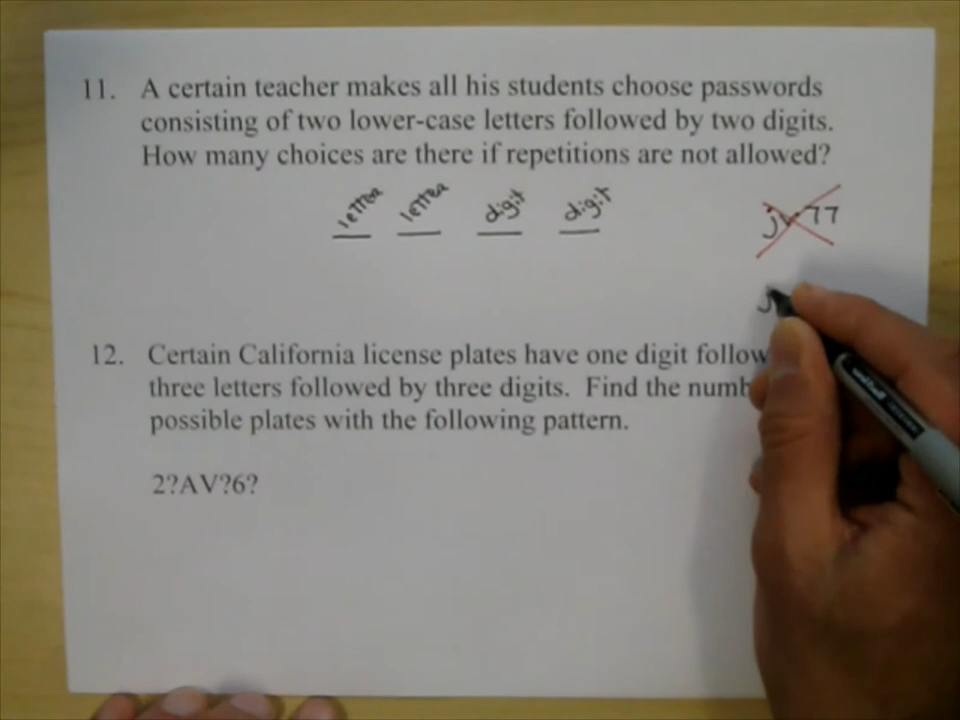 11. A certain teacher makes all his students choose passwords
consisting of two lower-case letters followed by two digits.
How many choices are there if repetitions are not allowed?
letter letter digit digit
77
12. Certain California license plates have one digit follow
three letters followed by three digits. Find the numb
possible plates with the following pattern.
2?AV?6?